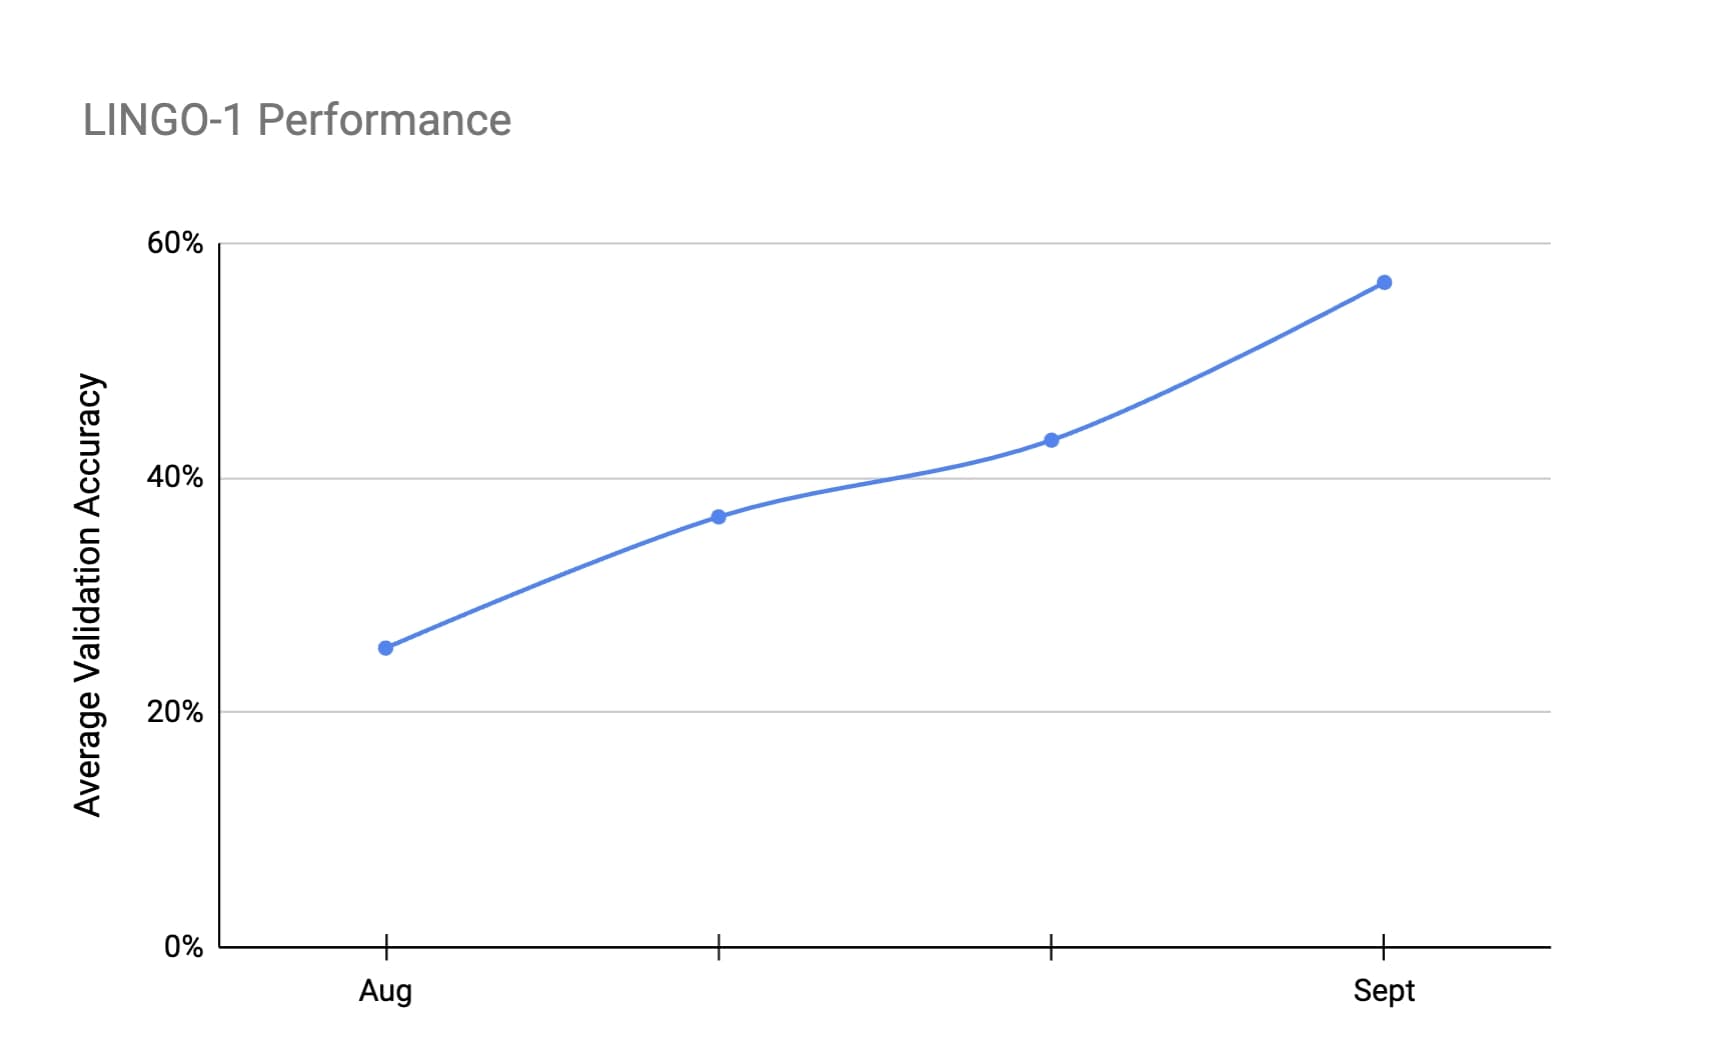 LINGO-1 Performance
60%
40%
20%
0%
Average Validation Accuracy
Aug
Sept